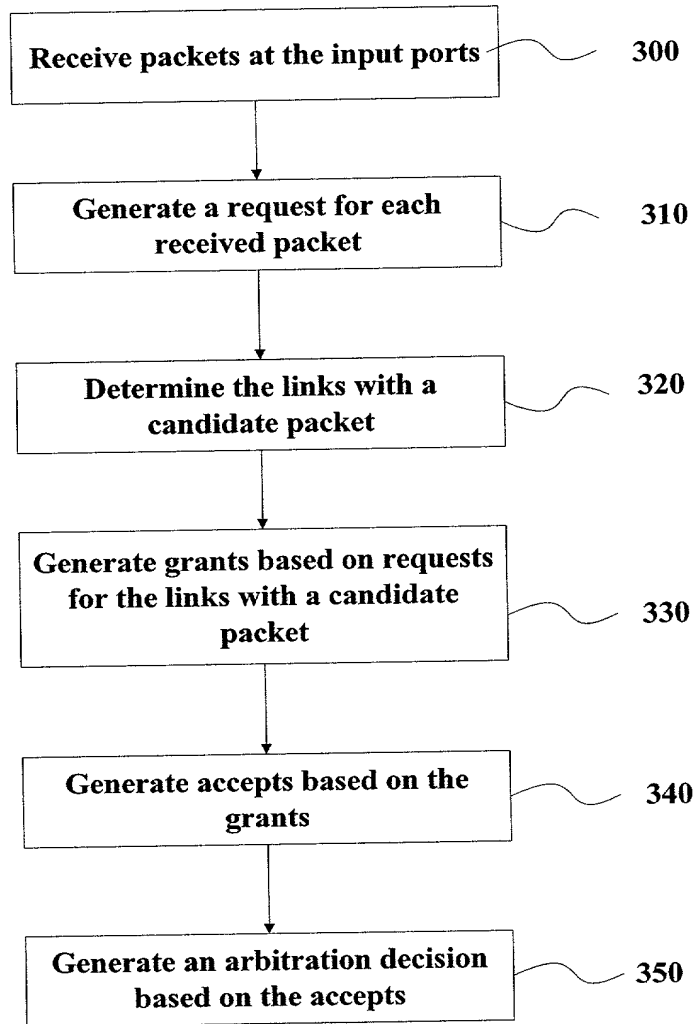 Receive packets at the input ports
300
Generate a request for each
received packet
310
Determine the links with a
candidate packet
320
Generate grants based on requests
for the links with a candidate
packet
330
Generate accepts based on the
grants
340
Generate an arbitration decision
based on the accepts
350